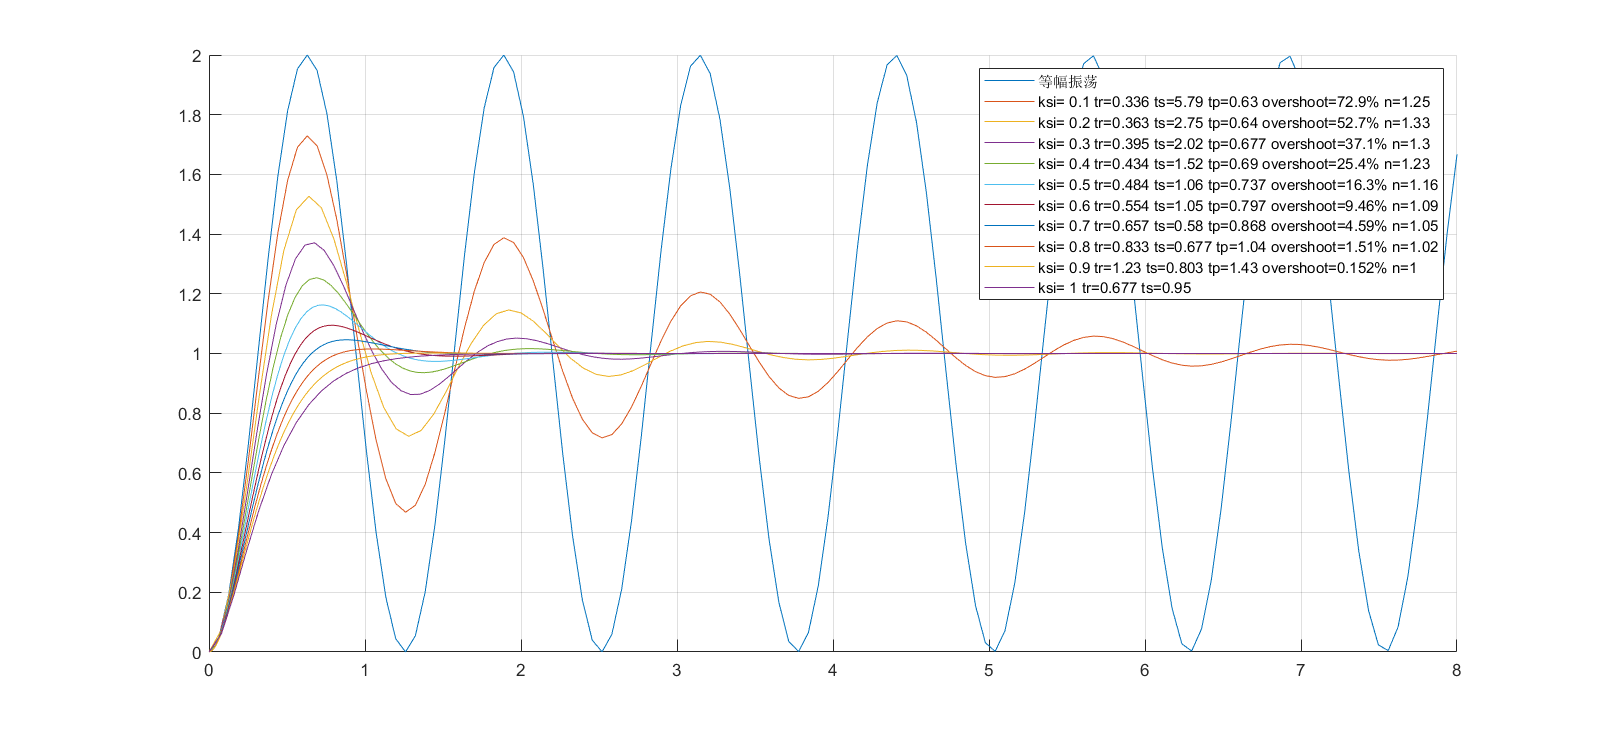 2
1.8
1.6
1.4
1.2
1
0.8
0.6
0.4
0.2
0
0 1 2 3 4 5 6 7 8
等幅振荡
ksi= 0.1 tr=0.336 ts=5.79 tp=0.63 overshoot=72.9% n=1.25
ksi= 0.2 tr=0.363 ts=2.75 tp=0.64 overshoot=52.7% n=1.33
ksi= 0.3 tr=0.395 ts=2.02 tp=0.677 overshoot=37.1% n=1.3
ksi= 0.4 tr=0.434 ts=1.52 tp=0.69 overshoot=25.4% n=1.23
ksi= 0.5 tr=0.484 ts=1.06 tp=0.737 overshoot=16.3% n=1.16
ksi= 0.6 tr=0.554 ts=1.05 tp=0.797 overshoot=9.46% n=1.09
ksi= 0.7 tr=0.657 ts=0.58 tp=0.868 overshoot=4.59% n=1.05
ksi= 0.8 tr=0.833 ts=0.677 tp=1.04 overshoot=1.51% n=1.02
ksi= 0.9 tr=1.23 ts=0.803 tp=1.43 overshoot=0.152% n=1
ksi= 1 tr=0.677 ts=0.95